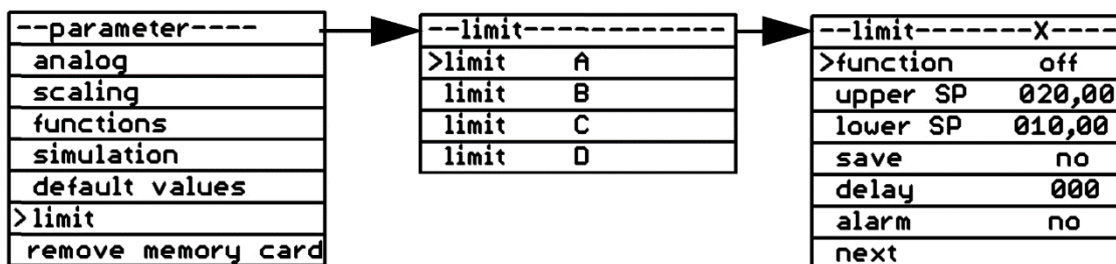 --parameter----
analog
scaling
functions
simulation
default values
>limit
remove memory card
--limit-------------
>limit A
limit B
limit C
limit D
--limit-------X----
>function off
upper SP 020,00
lower SP 010,00
save no
delay 000
alarm no
next